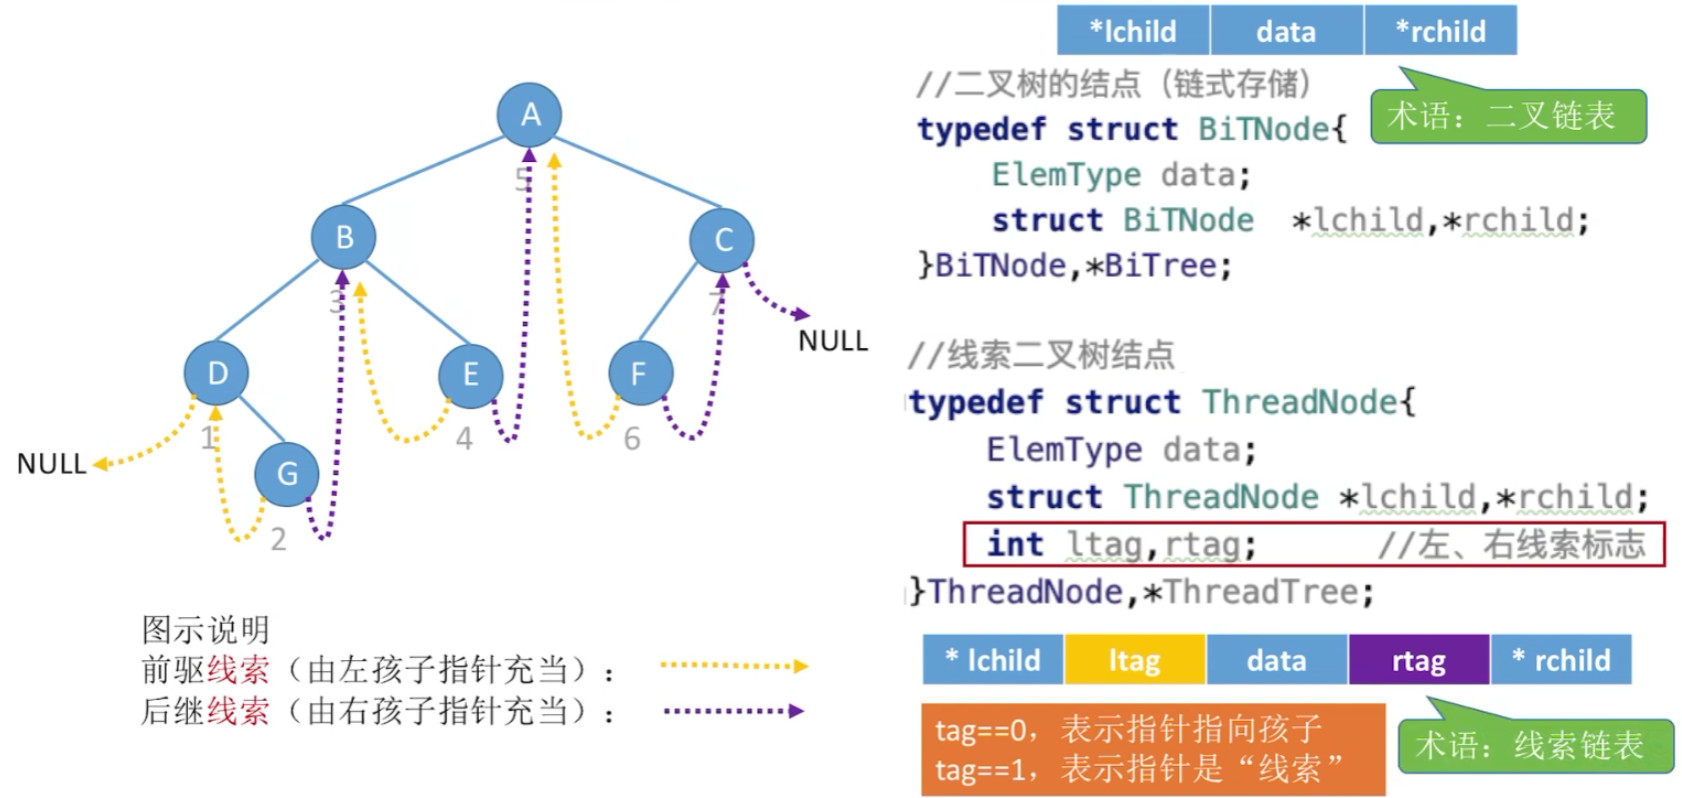 A
5
B
C
3
7
NULL
D
E
F
1
4
6
NULL
G
2
图示说明
前驱线索（由左孩子指针充当）：
后继线索（由右孩子指针充当）：
*lchild data *rchild
//二叉树的结点（链式存储）
术语：二叉链表
typedef struct BiTNode{
ElemType data;
struct BiTNode *lchild,*rchild;
}BiTNode,*BiTree;
//线索二叉树结点
typedef struct ThreadNode{
ElemType data;
struct ThreadNode *lchild,*rchild;
int ltag,rtag; //左、右线索标志
}ThreadNode,*ThreadTree;
* lchild ltag data rtag * rchild
tag==0，表示指针指向孩子
tag==1，表示指针是“线索”
术语：线索链表